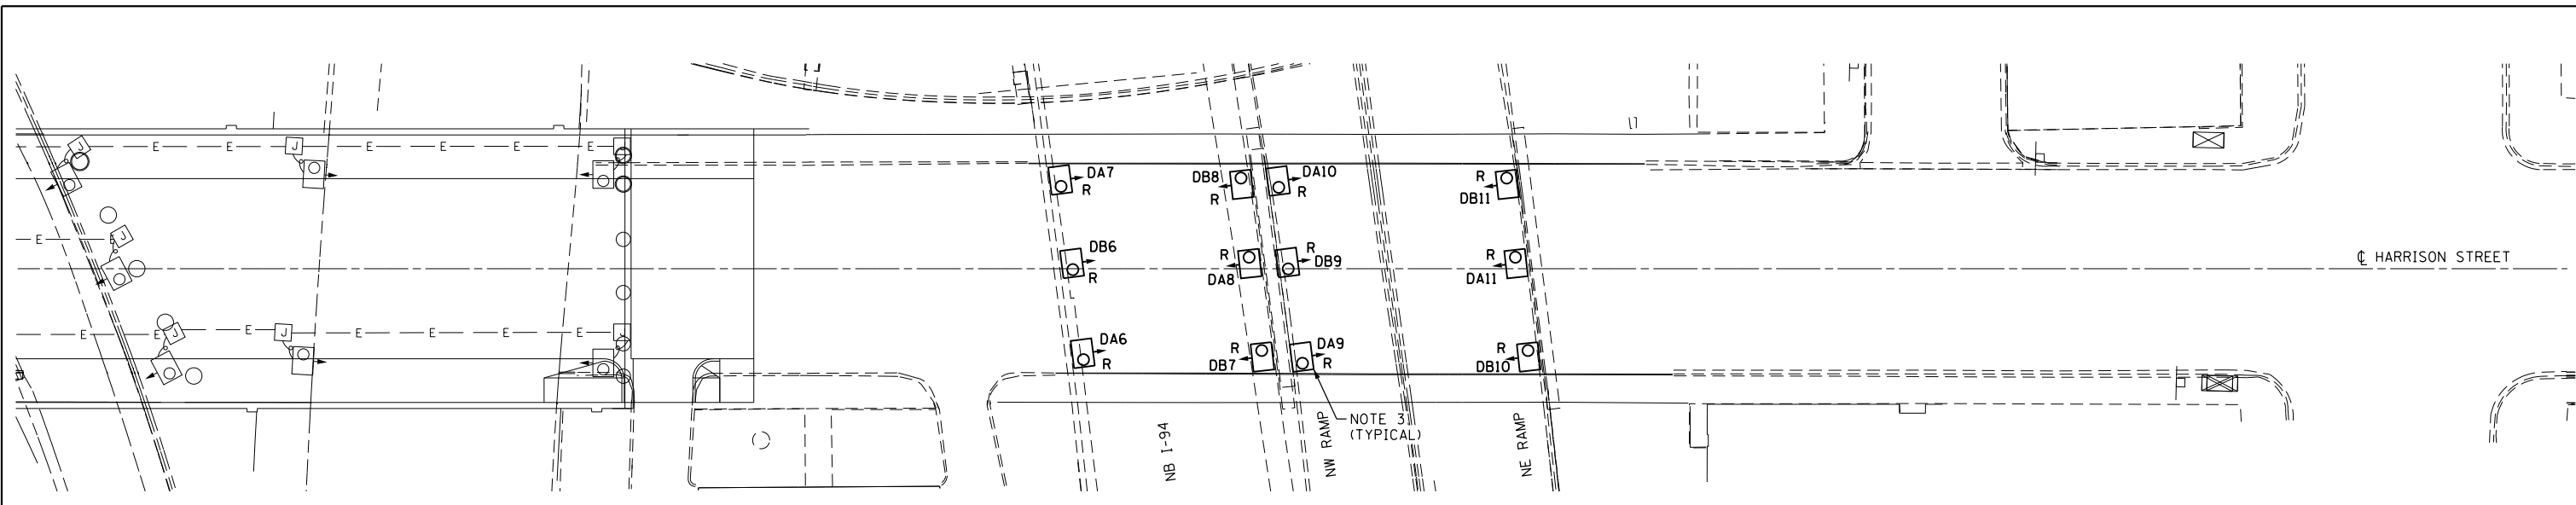 J E E E E E E J
DA7
R
DB8
R
DA10
R
R
DB11
E E J
DB6
R
R
DA8
R
DB9
R
DA11
℄ HARRISON STREET
E E J E J E E E E J
DA6
R
R
DB7
DA9
R
R
DB10
NOTE 3
(TYPICAL)
NB I-94
NW RAMP
NE RAMP